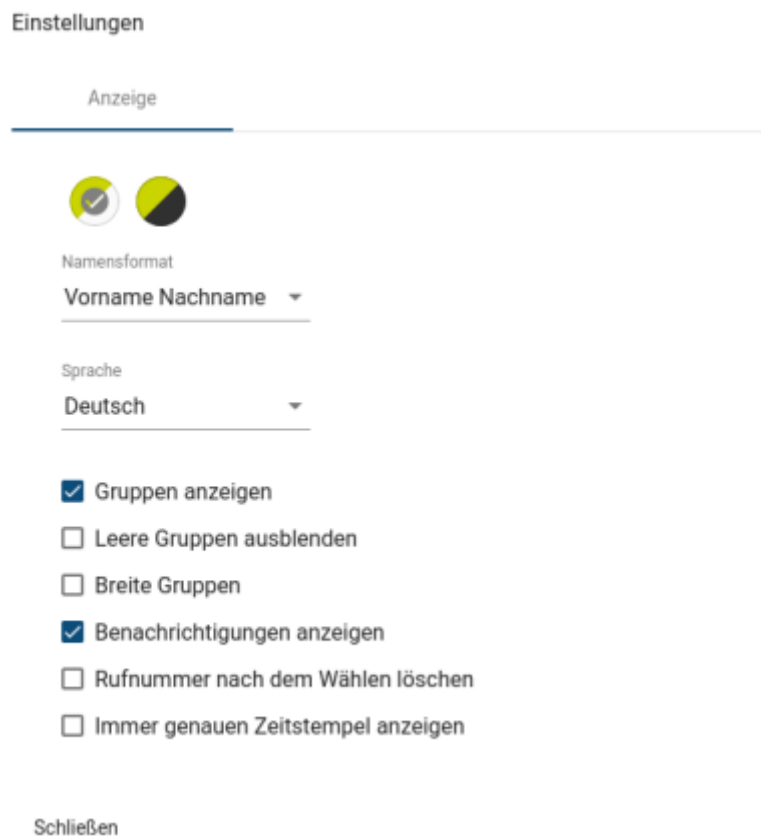 Einstellungen
Anzeige
Namensformat
Vorname Nachname
Sprache
Deutsch
Gruppen anzeigen
Leere Gruppen ausblenden
Breite Gruppen
Benachrichtigungen anzeigen
Rufnummer nach dem Wählen löschen
Immer genauen Zeitstempel anzeigen
Schließen